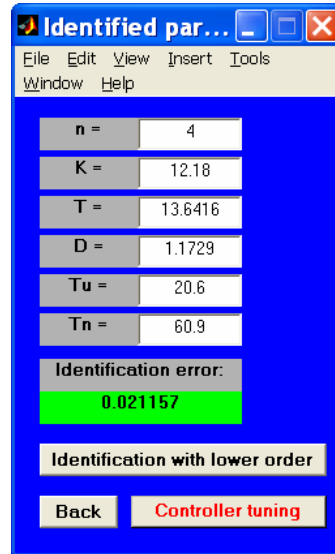 Identified par...
File Edit View Insert Tools
Window Help
n = 4
K = 12.18
T = 13.6416
D = 1.1729
Tu = 20.6
Tn = 60.9
Identification error:
0.021157
Identification with lower order
Back Controller tuning